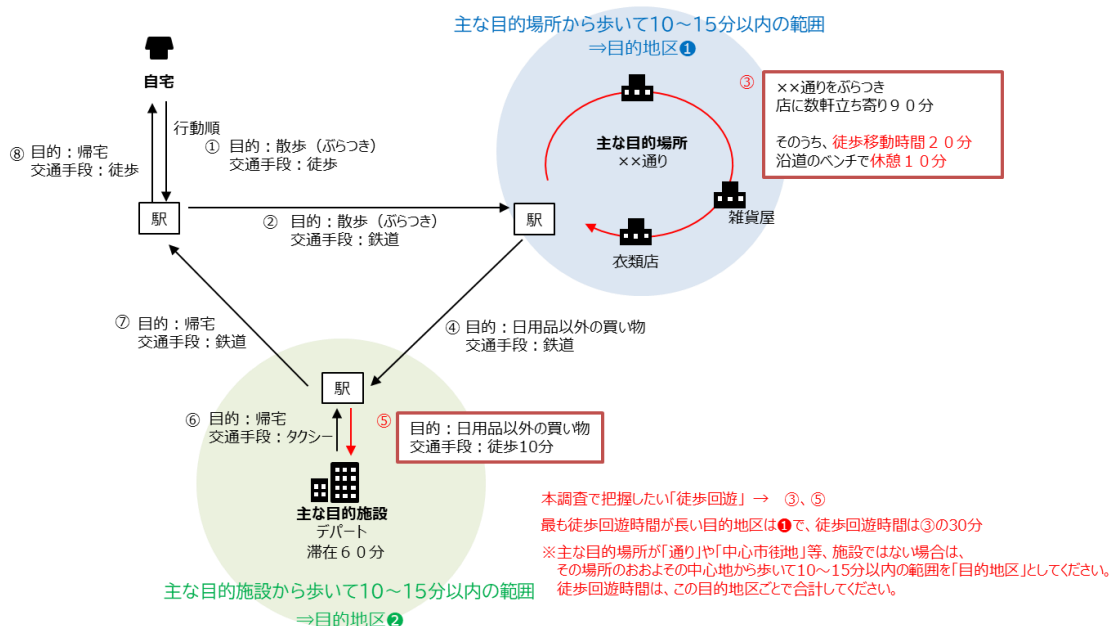 主な目的場所から歩いて10～15分以内の範囲
⇒目的地区❶
自宅
行動順
① 目的：散歩（ぶらつき）
交通手段：徒歩
⑧ 目的：帰宅
交通手段：徒歩
駅
② 目的：散歩（ぶらつき）
交通手段：鉄道
駅
主な目的場所
××通り
雑貨屋
衣類店
③
××通りをぶらつき
店に数軒立ち寄り９０分
そのうち、徒歩移動時間２０分
沿道のベンチで休憩１０分
⑦ 目的：帰宅
交通手段：鉄道
④ 目的：日用品以外の買い物
交通手段：鉄道
駅
⑥ 目的：帰宅
交通手段：タクシー
⑤
目的：日用品以外の買い物
交通手段：徒歩10分
主な目的施設
デパート
滞在６０分
主な目的施設から歩いて10～15分以内の範囲
⇒目的地区❷
本調査で把握したい「徒歩回遊」 → ③、⑤
最も徒歩回遊時間が長い目的地区は❶で、徒歩回遊時間は③の30分
※主な目的場所が「通り」や「中心市街地」等、施設ではない場合は、
その場所のおおよその中心地から歩いて10～15分以内の範囲を「目的地区」としてください。
徒歩回遊時間は、この目的地区ごとで合計してください。